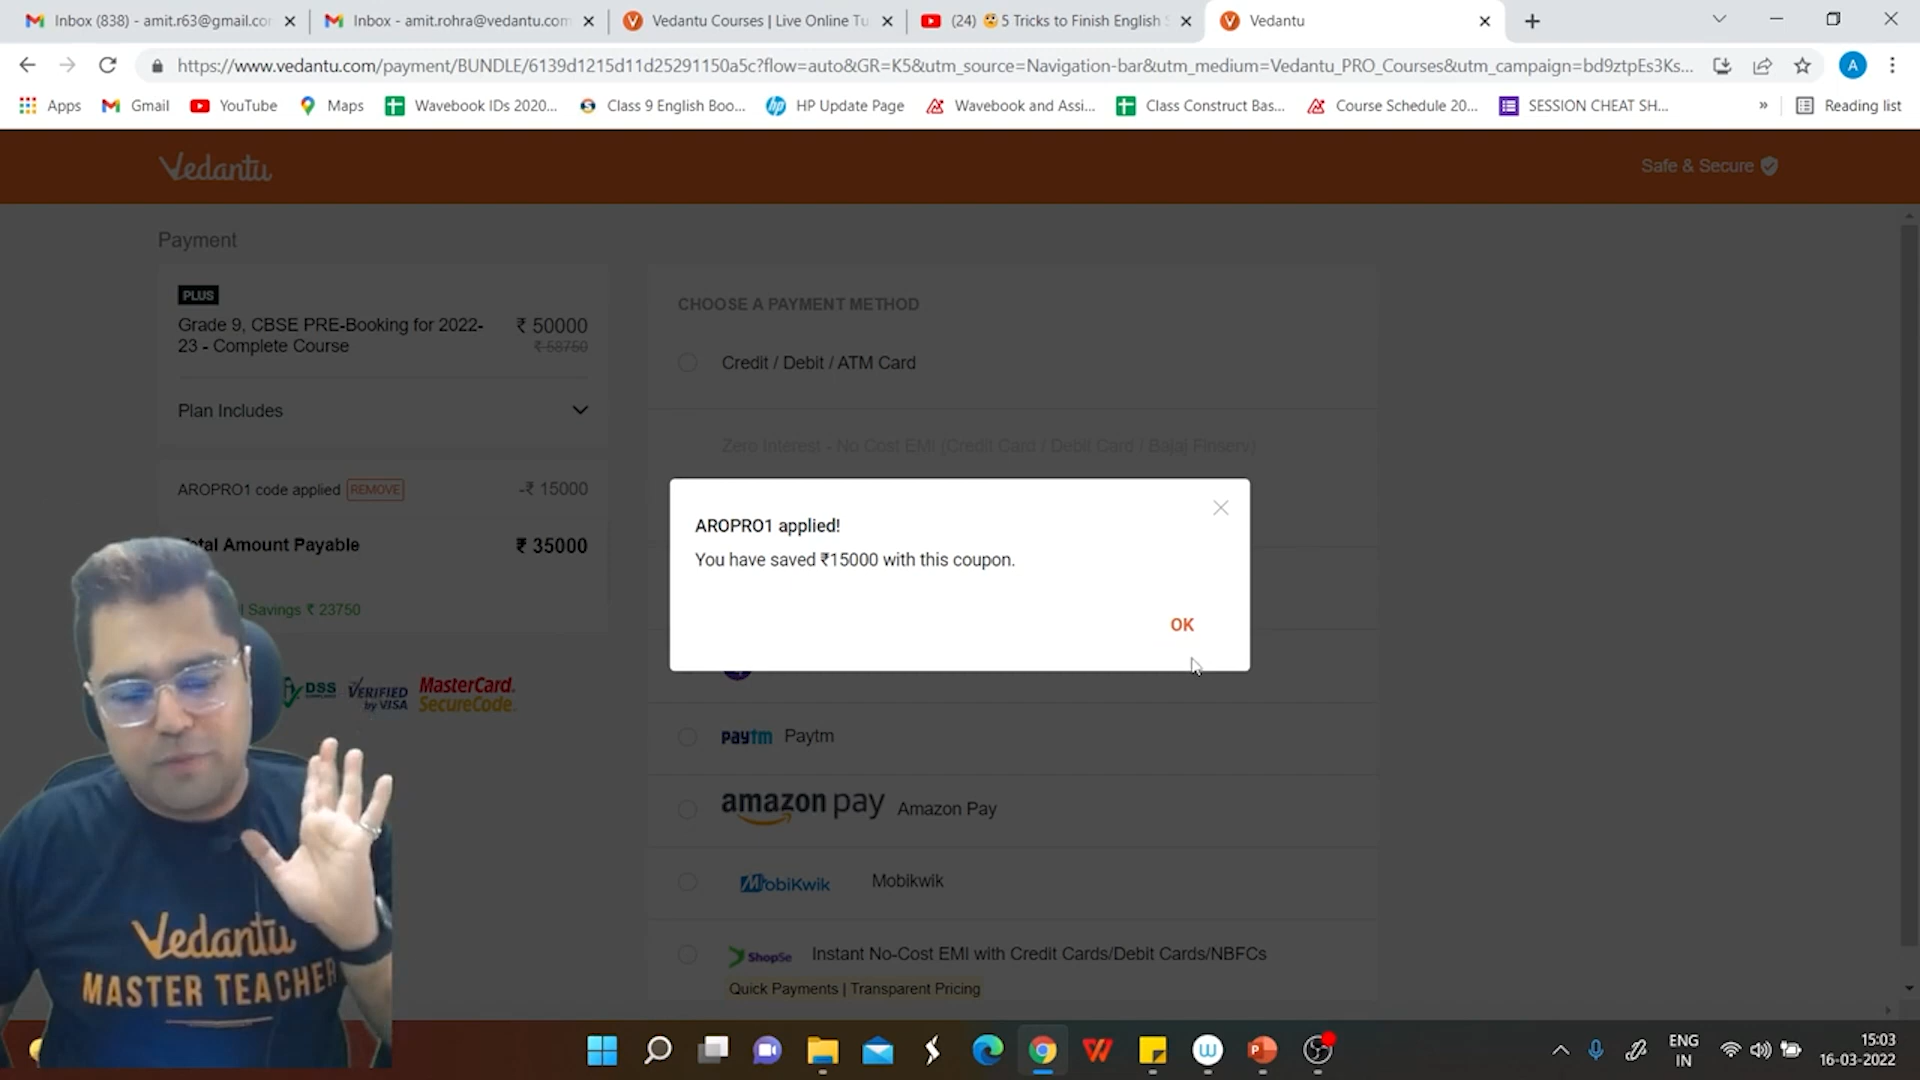 Inbox (838) - amit.r63@gmail.co
Inbox - amit.rohra@vedantu.com
Vedantu Courses | Live Online Tu
(24) 🤫 5 Tricks to Finish English
Vedantu
https://www.vedantu.com/payment/BUNDLE/6139d1215d11d25291150a5c?flow=auto&GR=K5&utm_source=Navigation-bar&utm_medium=Vedantu_PRO_Courses&utm_campaign=bd9ztpEs3Ks...
A
Apps
Gmail
YouTube
Maps
Wavebook IDs 2020...
Class 9 English Boo...
HP Update Page
Wavebook and Assi...
Class Construct Bas...
Course Schedule 20...
SESSION CHEAT SH...
»
Reading list
Vedantu
Safe & Secure
Payment
PLUS
Grade 9, CBSE PRE-Booking for 2022-
23 - Complete Course
₹ 50000
₹ 58750
Plan Includes
AROPRO1 code applied REMOVE
-₹ 15000
Total Amount Payable
₹ 35000
Savings ₹ 23750
DSS
VERIFIED
by VISA
MasterCard.
SecureCode.
CHOOSE A PAYMENT METHOD
Credit / Debit / ATM Card
Zero Interest - No Cost EMI (Credit Card / Debit Card / Bajaj Finserv)
AROPRO1 applied!
You have saved ₹15000 with this coupon.
OK
paytm Paytm
amazon pay Amazon Pay
MobiKwik Mobikwik
ShopSe Instant No-Cost EMI with Credit Cards/Debit Cards/NBFCs
Quick Payments | Transparent Pricing
Vedantu
MASTER TEACHER
ENG
IN
15:03
16-03-2022